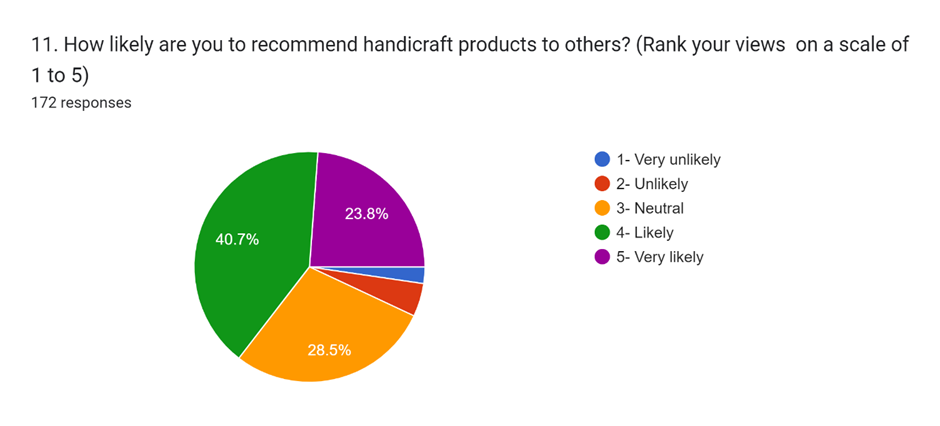 11. How likely are you to recommend handicraft products to others? (Rank your views  on a scale of
1 to 5)
172 responses
1- Very unlikely
2- Unlikely
3- Neutral
4- Likely
5- Very likely
23.8%
40.7%
28.5%